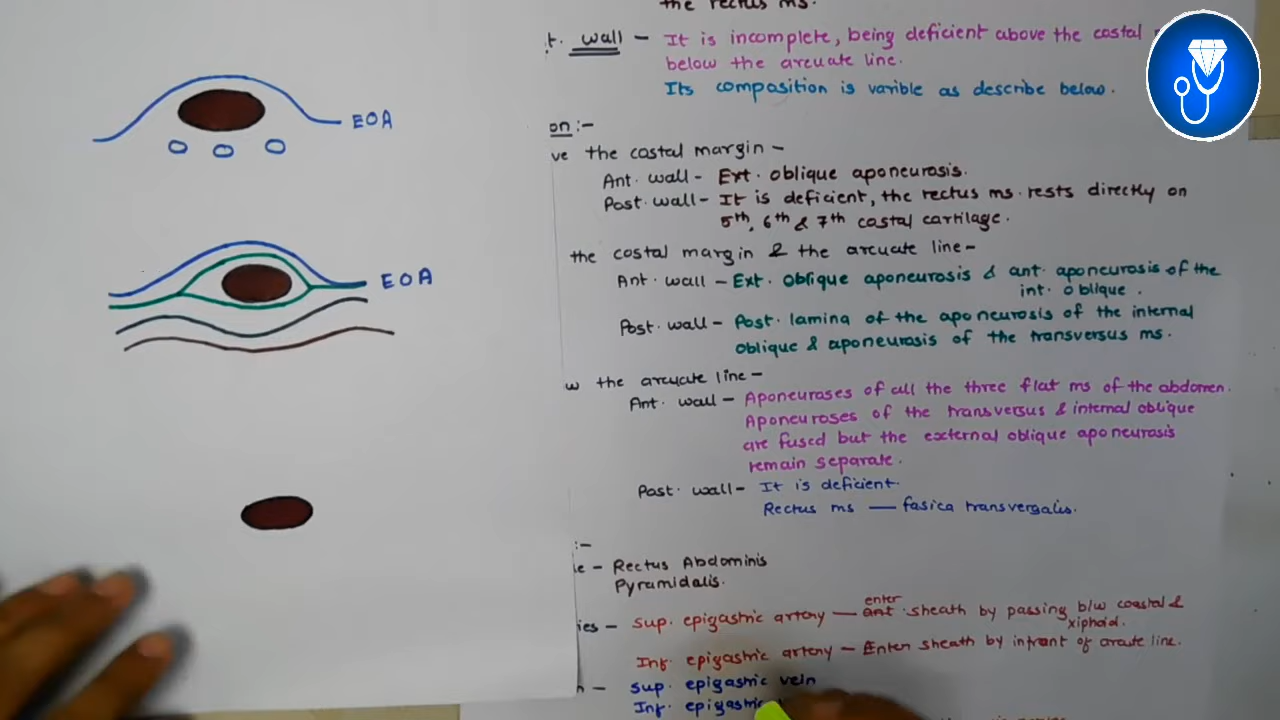 the rectus ms.
t. wall - It is incomplete, being deficient above the costal
below the arcuate line.
Its composition is varible as describe below.
EOA
on:-
ve the costal margin -
Ant. wall - Ext. oblique aponeurosis.
Post. wall - It is deficient, the rectus ms. rests directly on
5th, 6th & 7th costal cartilage.
the costal margin & the arcuate line -
EOA
Ant. wall - Ext. oblique aponeurosis & ant. aponeurosis of the
int. oblique.
Post. wall - Post. lamina of the aponeurosis of the internal
oblique & aponeurosis of the transversus ms.
w the arcuate line -
Ant. wall - Aponeuroses of all the three flat ms of the abdomen.
Aponeuroses of the transversus & internal oblique
are fused but the external oblique aponeurosis
remain separate.
Post. wall - It is deficient.
Rectus ms — fasica transvergalis.
:-
le - Rectus Abdominis
Pyramidalis.
ies - Sup. epigastric artery — enter ant. sheath by passing b/w coastal &
xiphoid.
Inf. epigastric artery - Enter sheath by infront of arcute line.
n - Sup. epigastric vein
Inf. epigastric